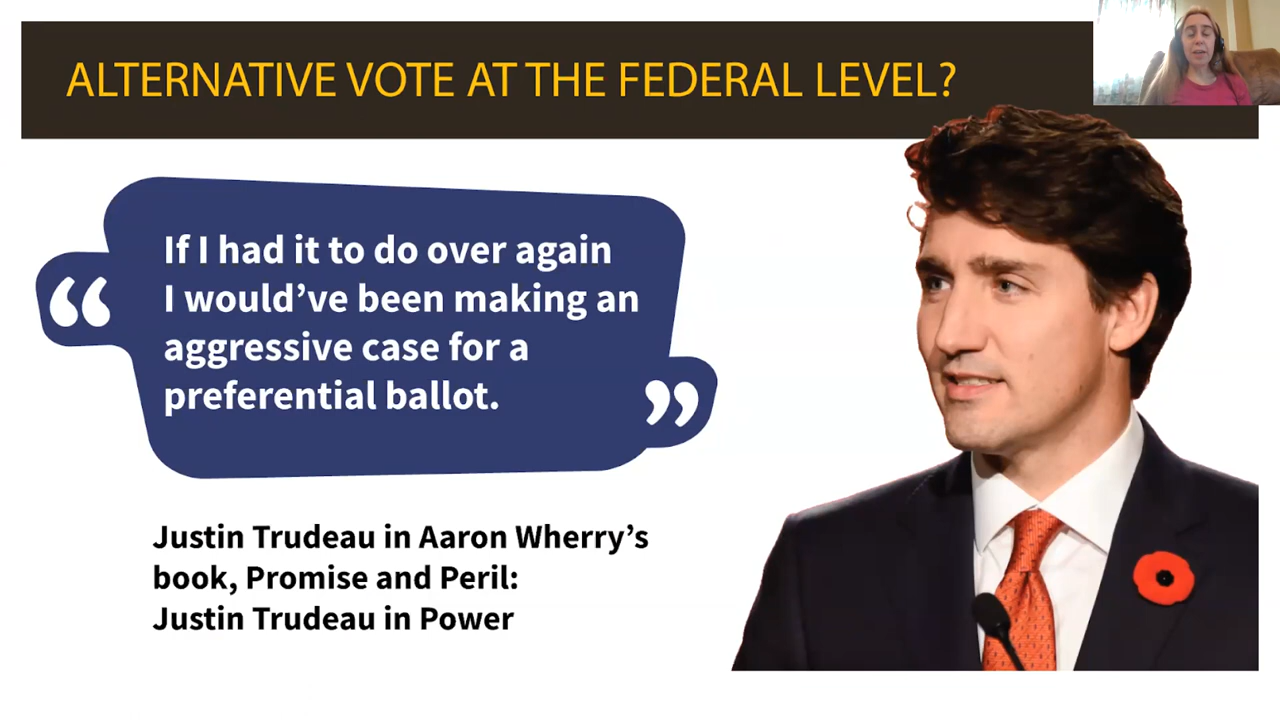 ALTERNATIVE VOTE AT THE FEDERAL LEVEL?
“
If I had it to do over again
I would’ve been making an
aggressive case for a
preferential ballot.
”
Justin Trudeau in Aaron Wherry’s
book, Promise and Peril:
Justin Trudeau in Power